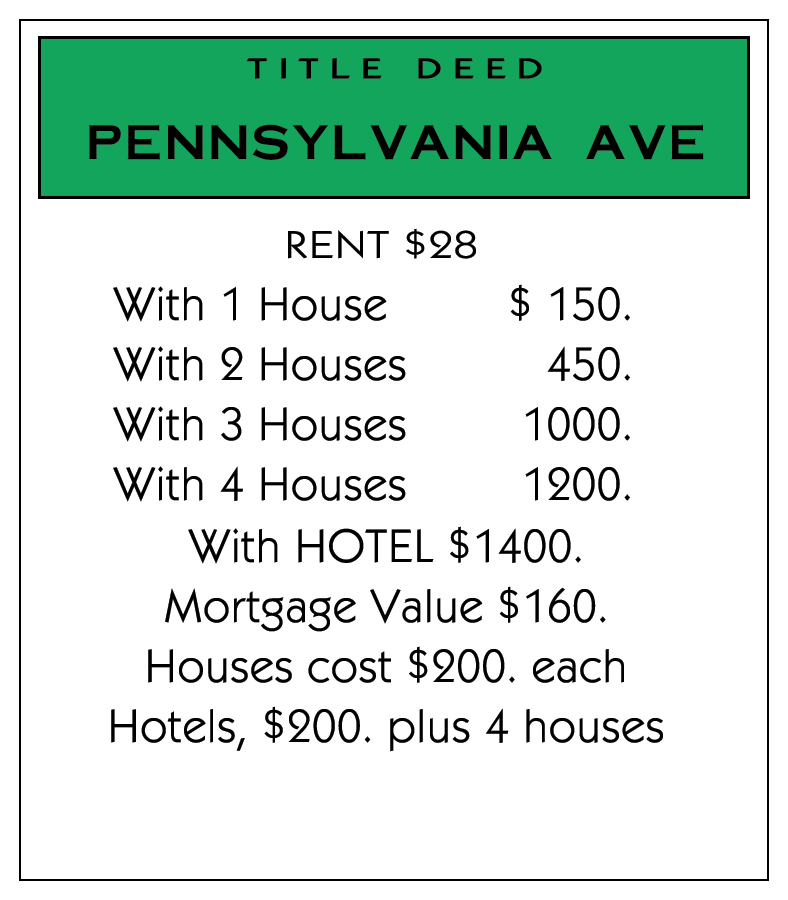 TITLE DEED
PENNSYLVANIA AVE
RENT $28
With 1 House $ 150.
With 2 Houses 450.
With 3 Houses 1000.
With 4 Houses 1200.
With HOTEL $1400.
Mortgage Value $160.
Houses cost $200. each
Hotels, $200. plus 4 houses